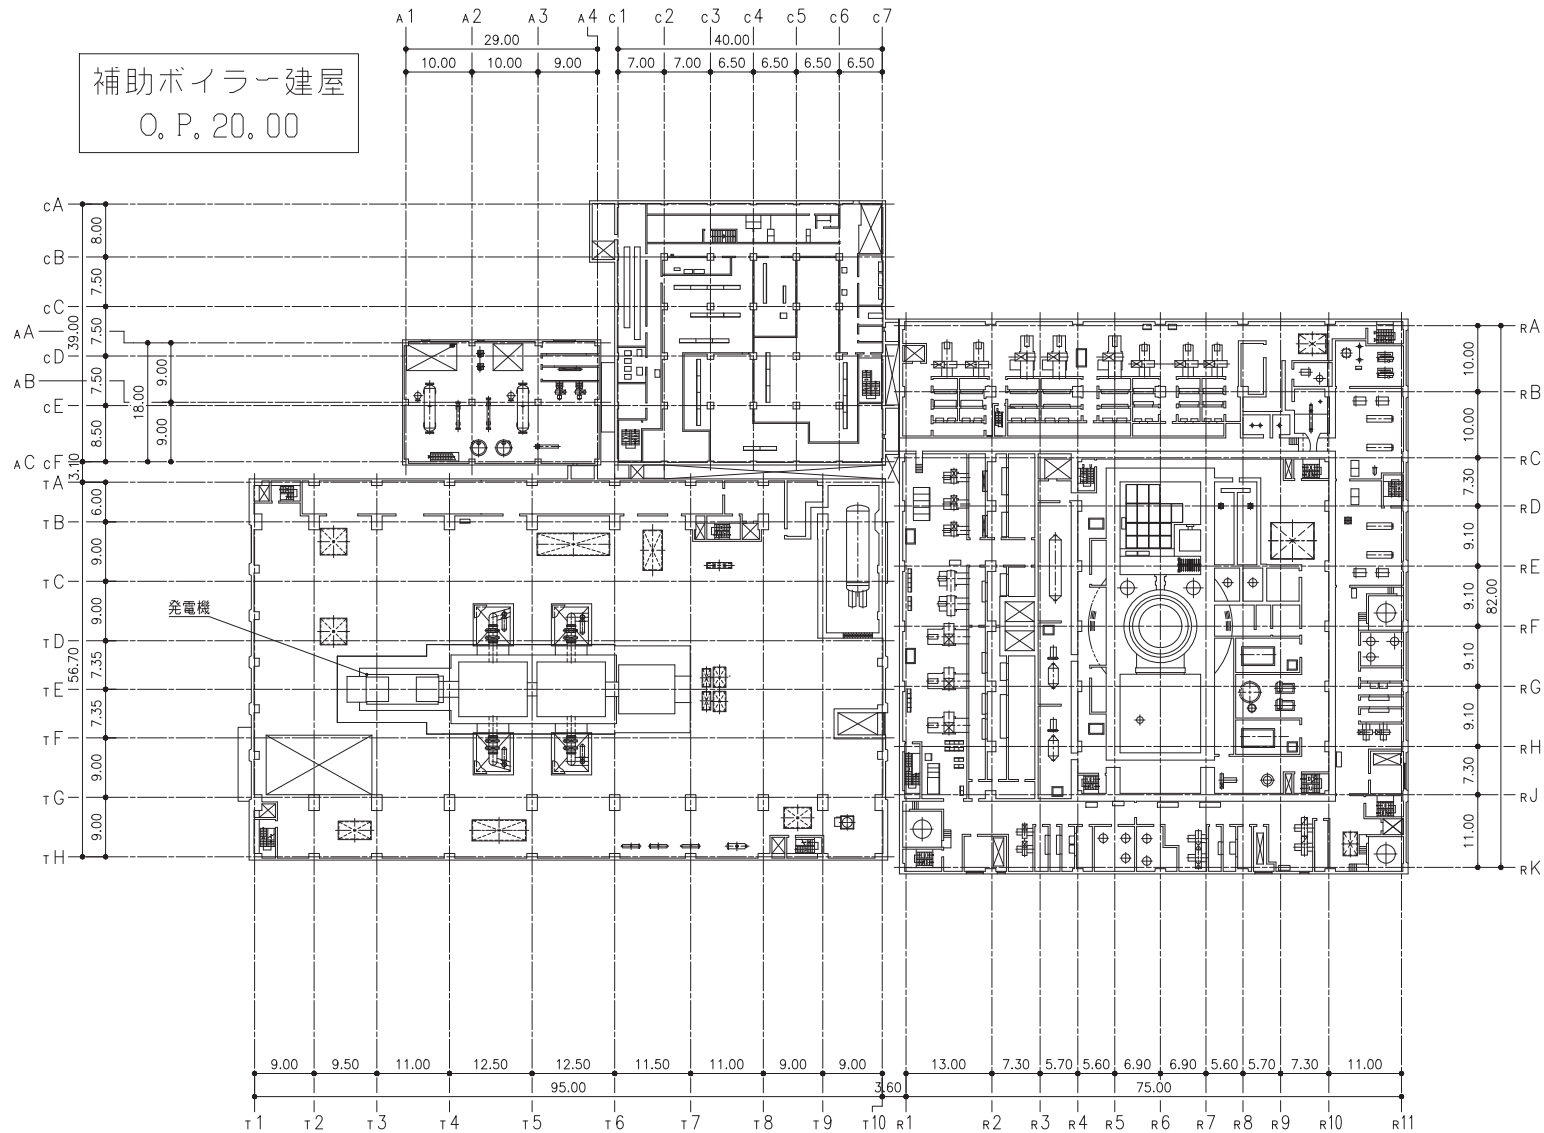 A1 A2 A3 A4 C1 C2 C3 C4 C5 C6 C7
29.00 40.00
10.00 10.00 9.00 7.00 7.00 6.50 6.50 6.50 6.50
補助ボイラー建屋
O.P.20.00
CA
8.00
CB
7.50
CC
39.00
7.50
AA
CD
7.50
AB
CE
8.50
AC CF
3.10
18.00
9.00
9.00
TA
6.00
TB
9.00
TC
9.00
TD
7.35
56.70
TE
7.35
TF
9.00
TG
9.00
TH
発電機
RA
10.00
RB
10.00
RC
7.30
RD
9.10
RE
9.10
82.00
RF
9.10
RG
9.10
RH
7.30
RJ
11.00
RK
9.00 9.50 11.00 12.50 12.50 11.50 11.00 9.00 9.00 13.00 7.30 5.70 5.60 6.90 6.90 5.60 5.70 7.30 11.00
95.00 3.60 75.00
T1 T2 T3 T4 T5 T6 T7 T8 T9 T10 R1 R2 R3 R4 R5 R6 R7 R8 R9 R10 R11